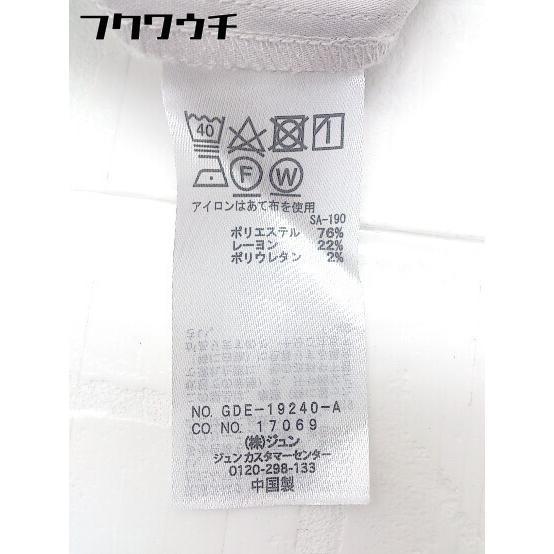 フクワウチ
40
F W
アイロンはあて布を使用
SA-190
ポリエステル 76%
レーヨン 22%
ポリウレタン 2%
NO. GDE-19240-A
CO. NO. 17069
(株)ジュン
ジュンカスタマーセンター
0120-298-133
中国製